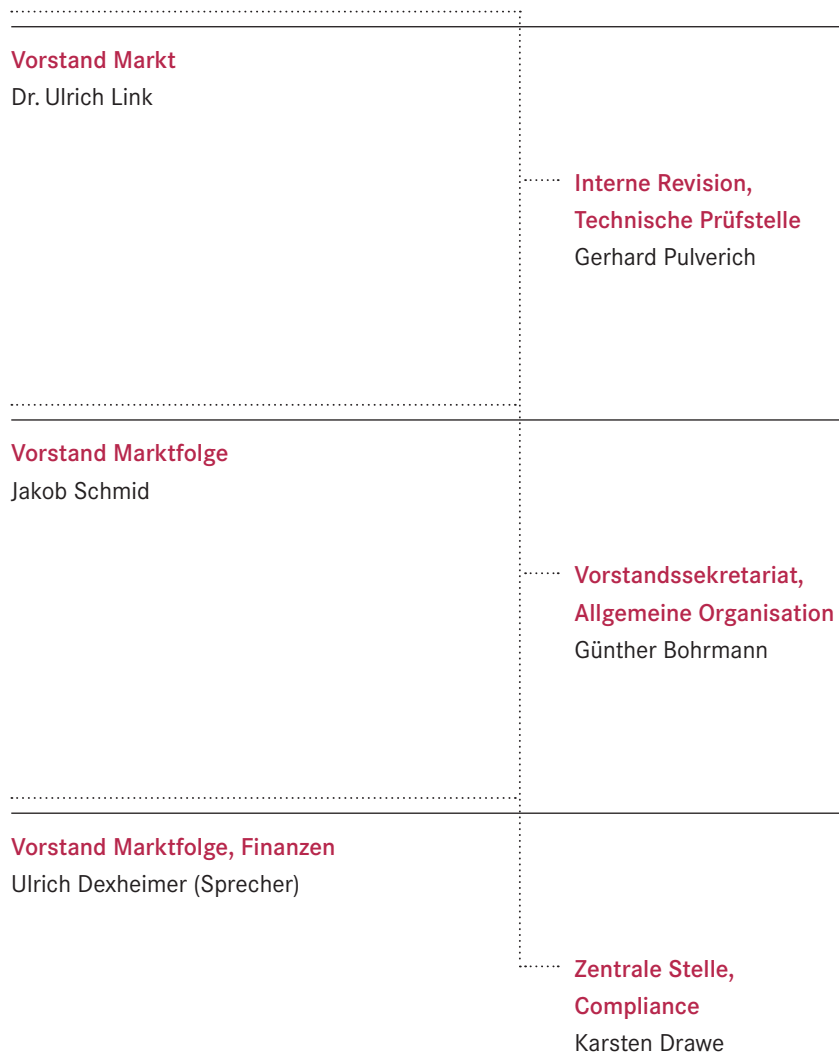 Vorstand Markt
Dr. Ulrich Link
Interne Revision,
Technische Prüfstelle
Gerhard Pulverich
Vorstand Marktfolge
Jakob Schmid
Vorstandssekretariat,
Allgemeine Organisation
Günther Bohrmann
Vorstand Marktfolge, Finanzen
Ulrich Dexheimer (Sprecher)
Zentrale Stelle,
Compliance
Karsten Drawe